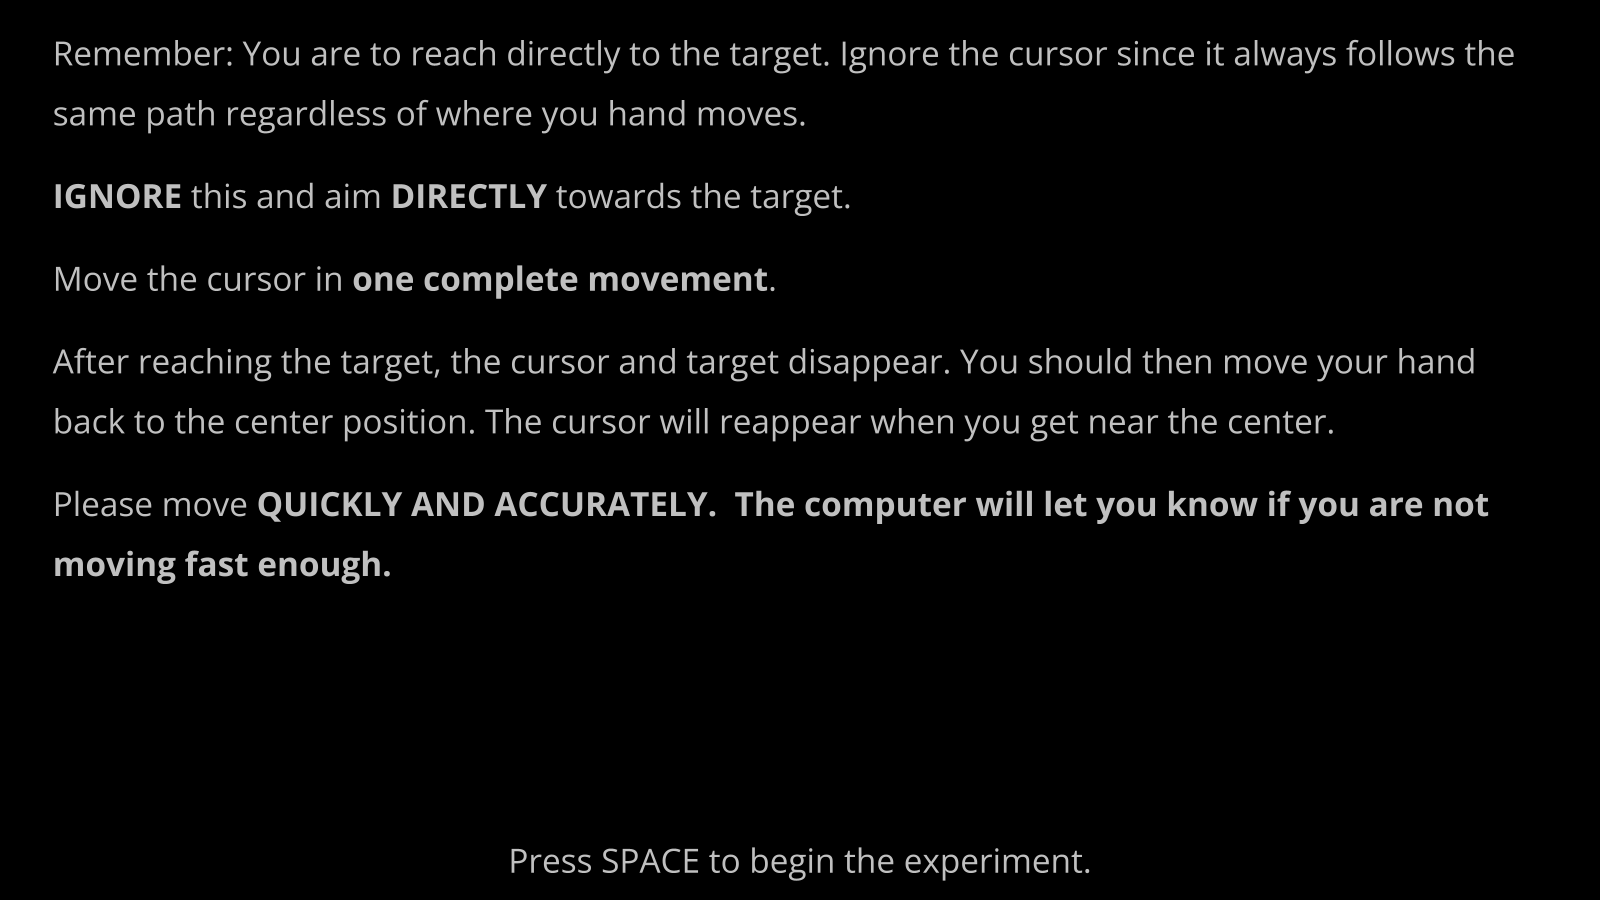 Remember: You are to reach directly to the target. Ignore the cursor since it always follows the
same path regardless of where you hand moves.
IGNORE this and aim DIRECTLY towards the target.
Move the cursor in one complete movement.
After reaching the target, the cursor and target disappear. You should then move your hand
back to the center position. The cursor will reappear when you get near the center.
Please move QUICKLY AND ACCURATELY.  The computer will let you know if you are not
moving fast enough.
Press SPACE to begin the experiment.